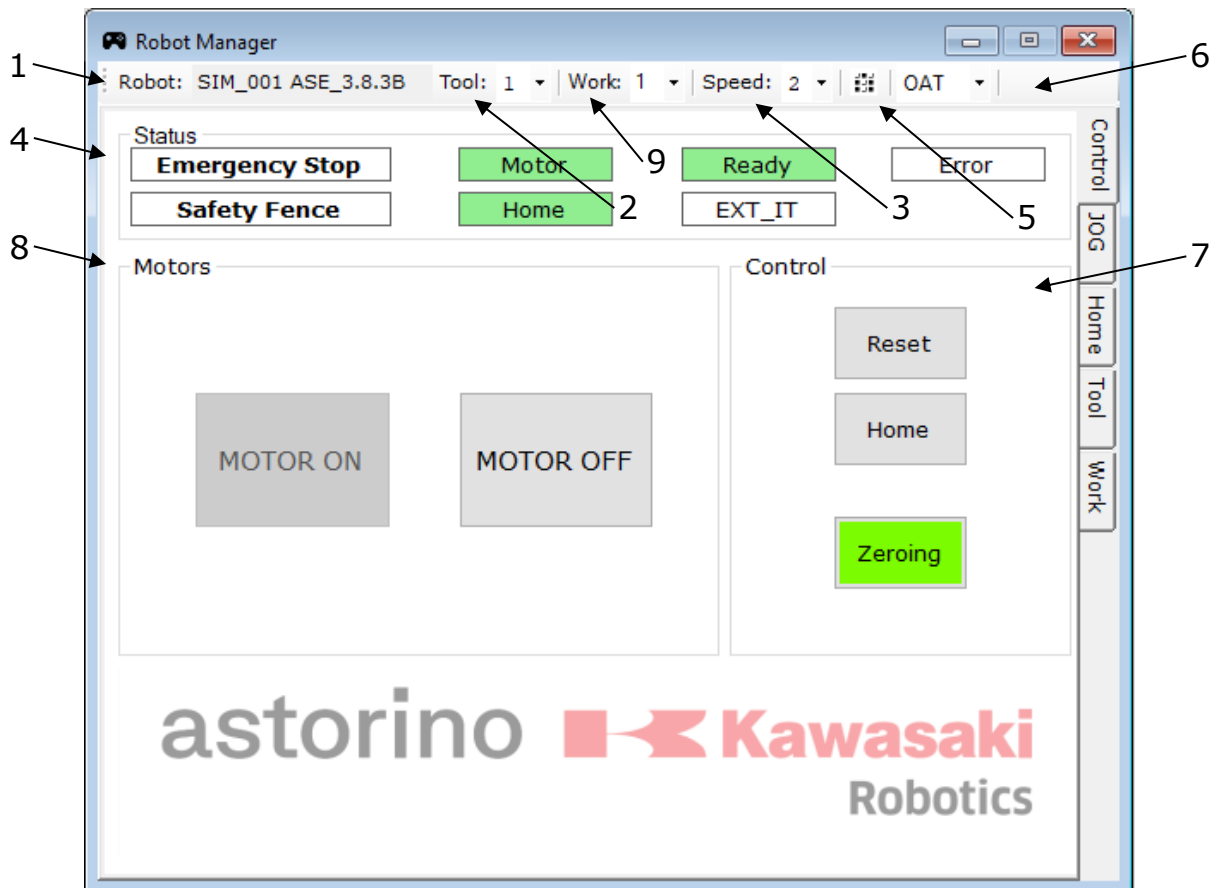 Robot Manager
1
6
Robot: SIM_001 ASE_3.8.3B Tool: 1 Work: 1 Speed: 2 OAT
4
Status
Emergency Stop Motor Ready Error
9
Safety Fence Home EXT_IT
2
3
5
8
7
Motors Control
Reset
Home
MOTOR ON MOTOR OFF
Zeroing
Control
JOG
Home
Tool
Work
astorino Kawasaki
Robotics